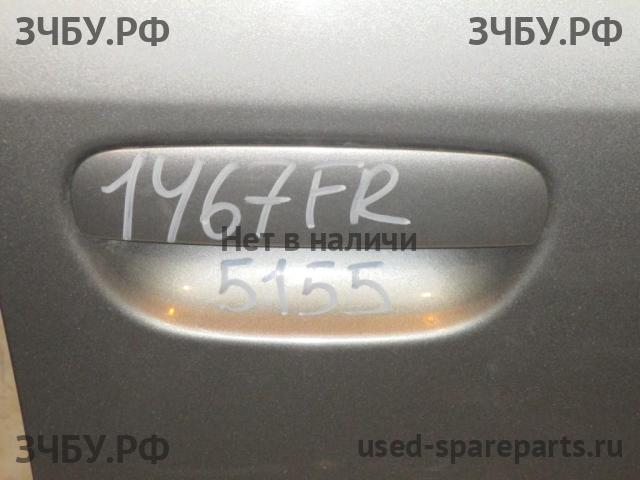 ЗЧБУ.РФ ЗЧБУ.РФ
1467FR
Нет в наличи
5155
ЗЧБУ.РФ used-spareparts.ru